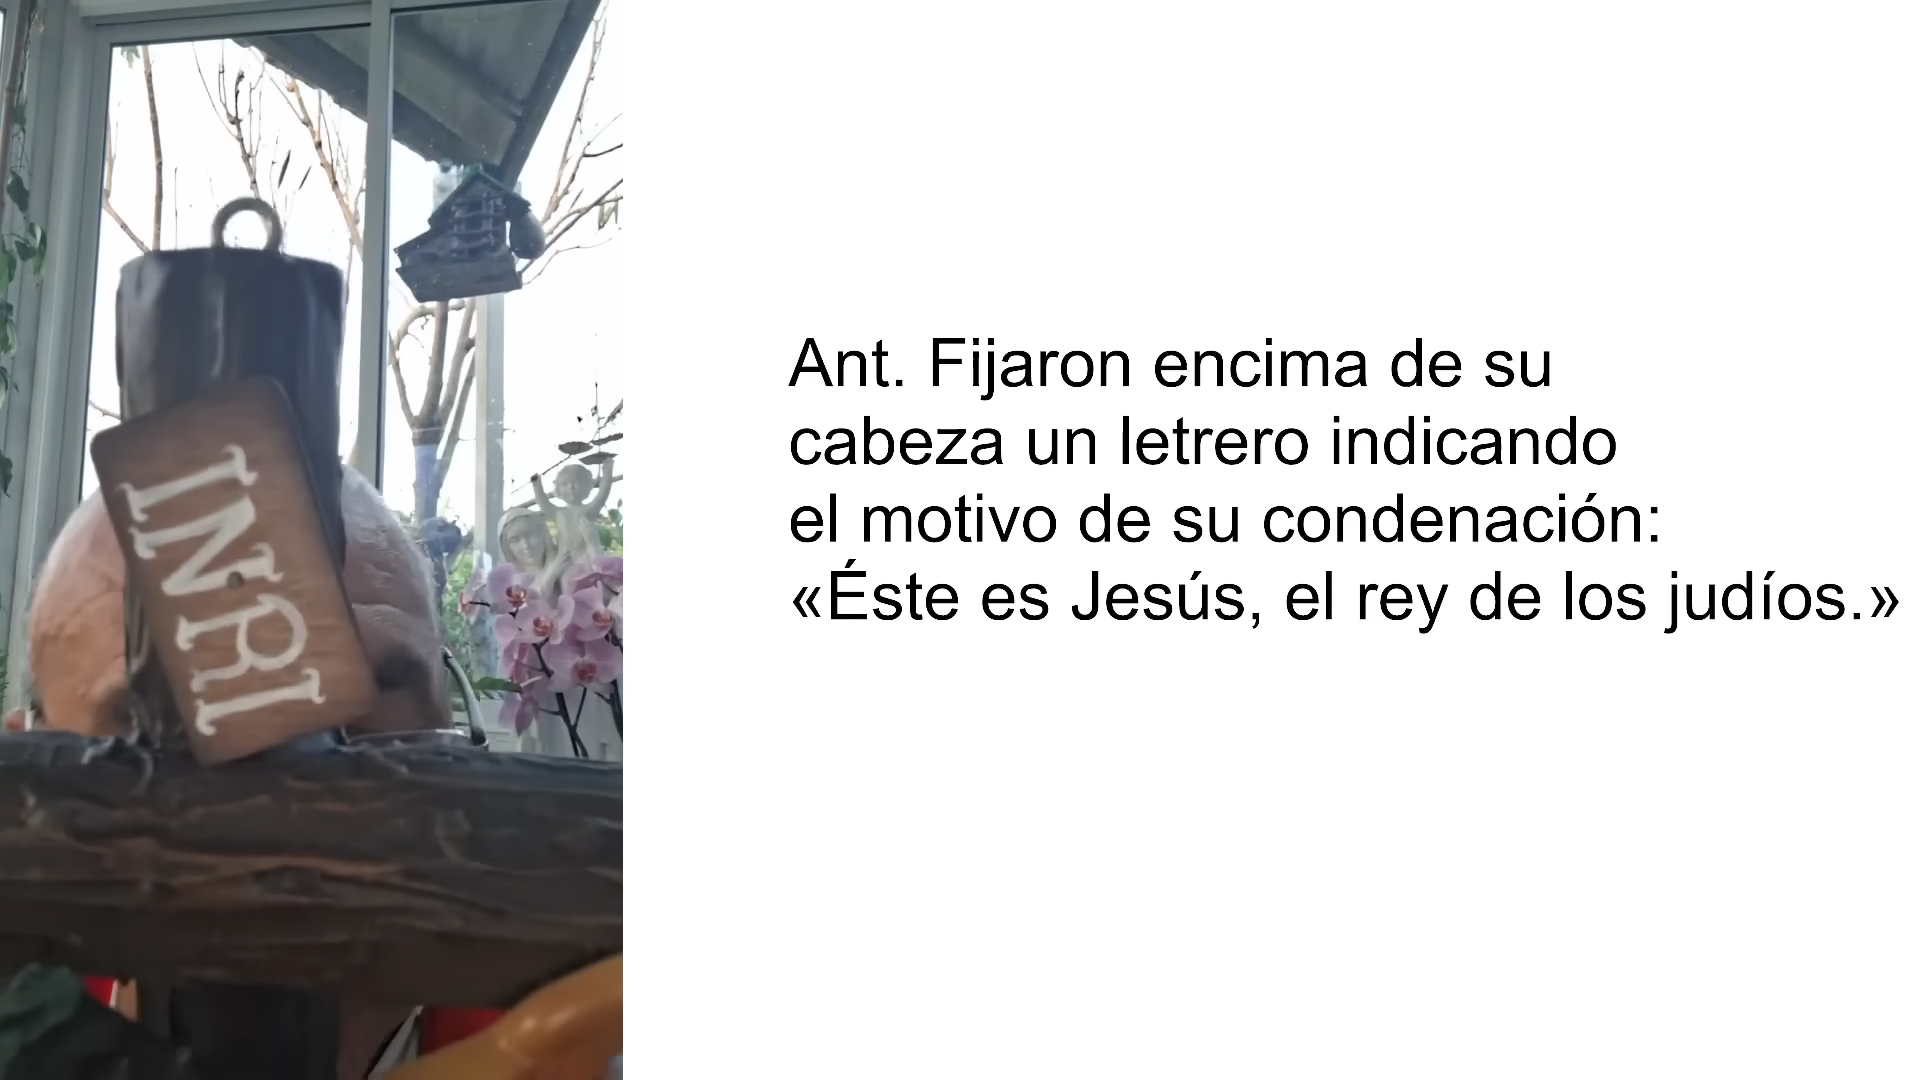 INRI
Ant. Fijaron encima de su
cabeza un letrero indicando
el motivo de su condenación:
«Éste es Jesús, el rey de los judíos.»